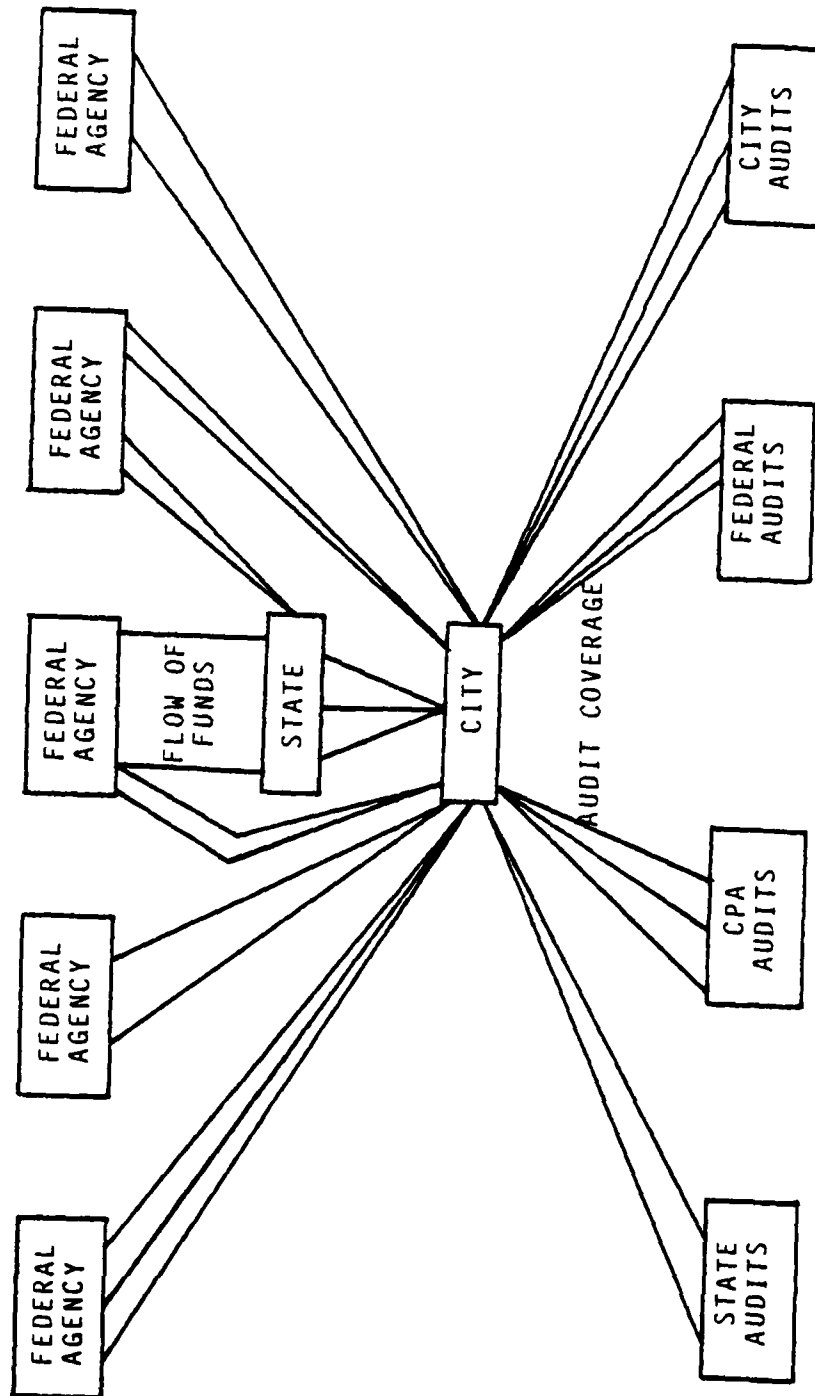 FEDERAL
AGENCY
FEDERAL
AGENCY
FEDERAL
AGENCY
FEDERAL
AGENCY
FEDERAL
AGENCY
FLOW OF
FUNDS
STATE
CITY
AUDIT COVERAGE
STATE
AUDITS
CPA
AUDITS
FEDERAL
AUDITS
CITY
AUDITS